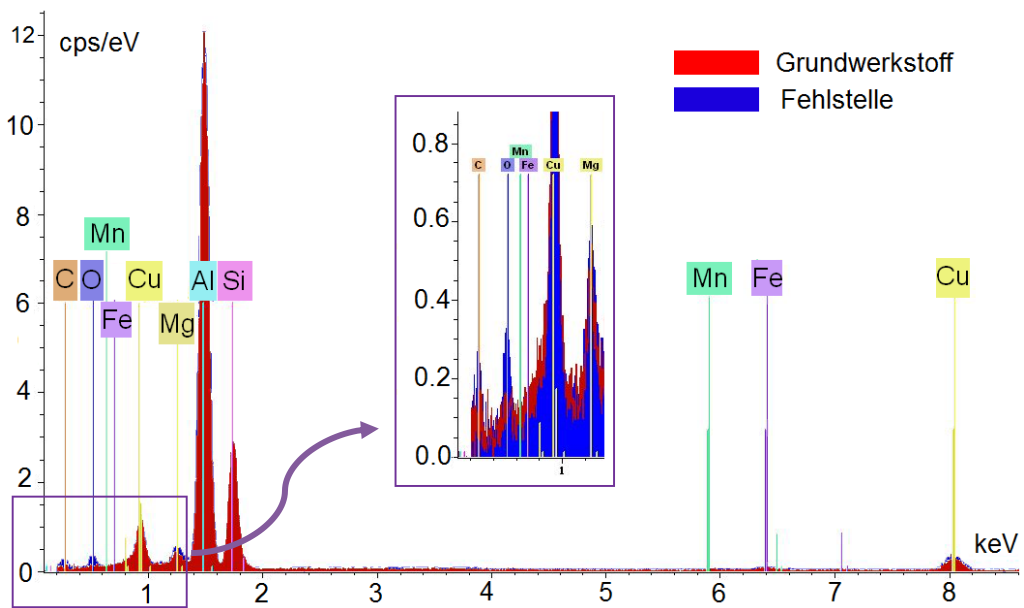 cps/eV
Grundwerkstoff
Fehlstelle
12
10
8
6
4
2
0
Mn
C O Cu Al Si
Fe Mg
0.8
0.6
0.4
0.2
0.0
Mn
C O Fe Cu Mg
1
Mn Fe Cu
keV
1 2 3 4 5 6 7 8